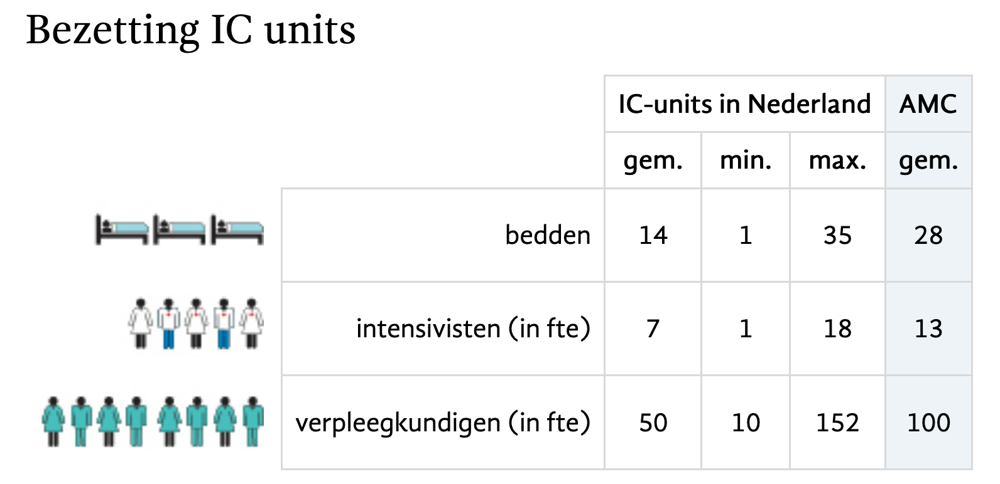 Bezetting IC units
IC-units in Nederland AMC
gem. min. max. gem.
bedden 14 1 35 28
intensivisten (in fte) 7 1 18 13
verpleegkundigen (in fte) 50 10 152 100